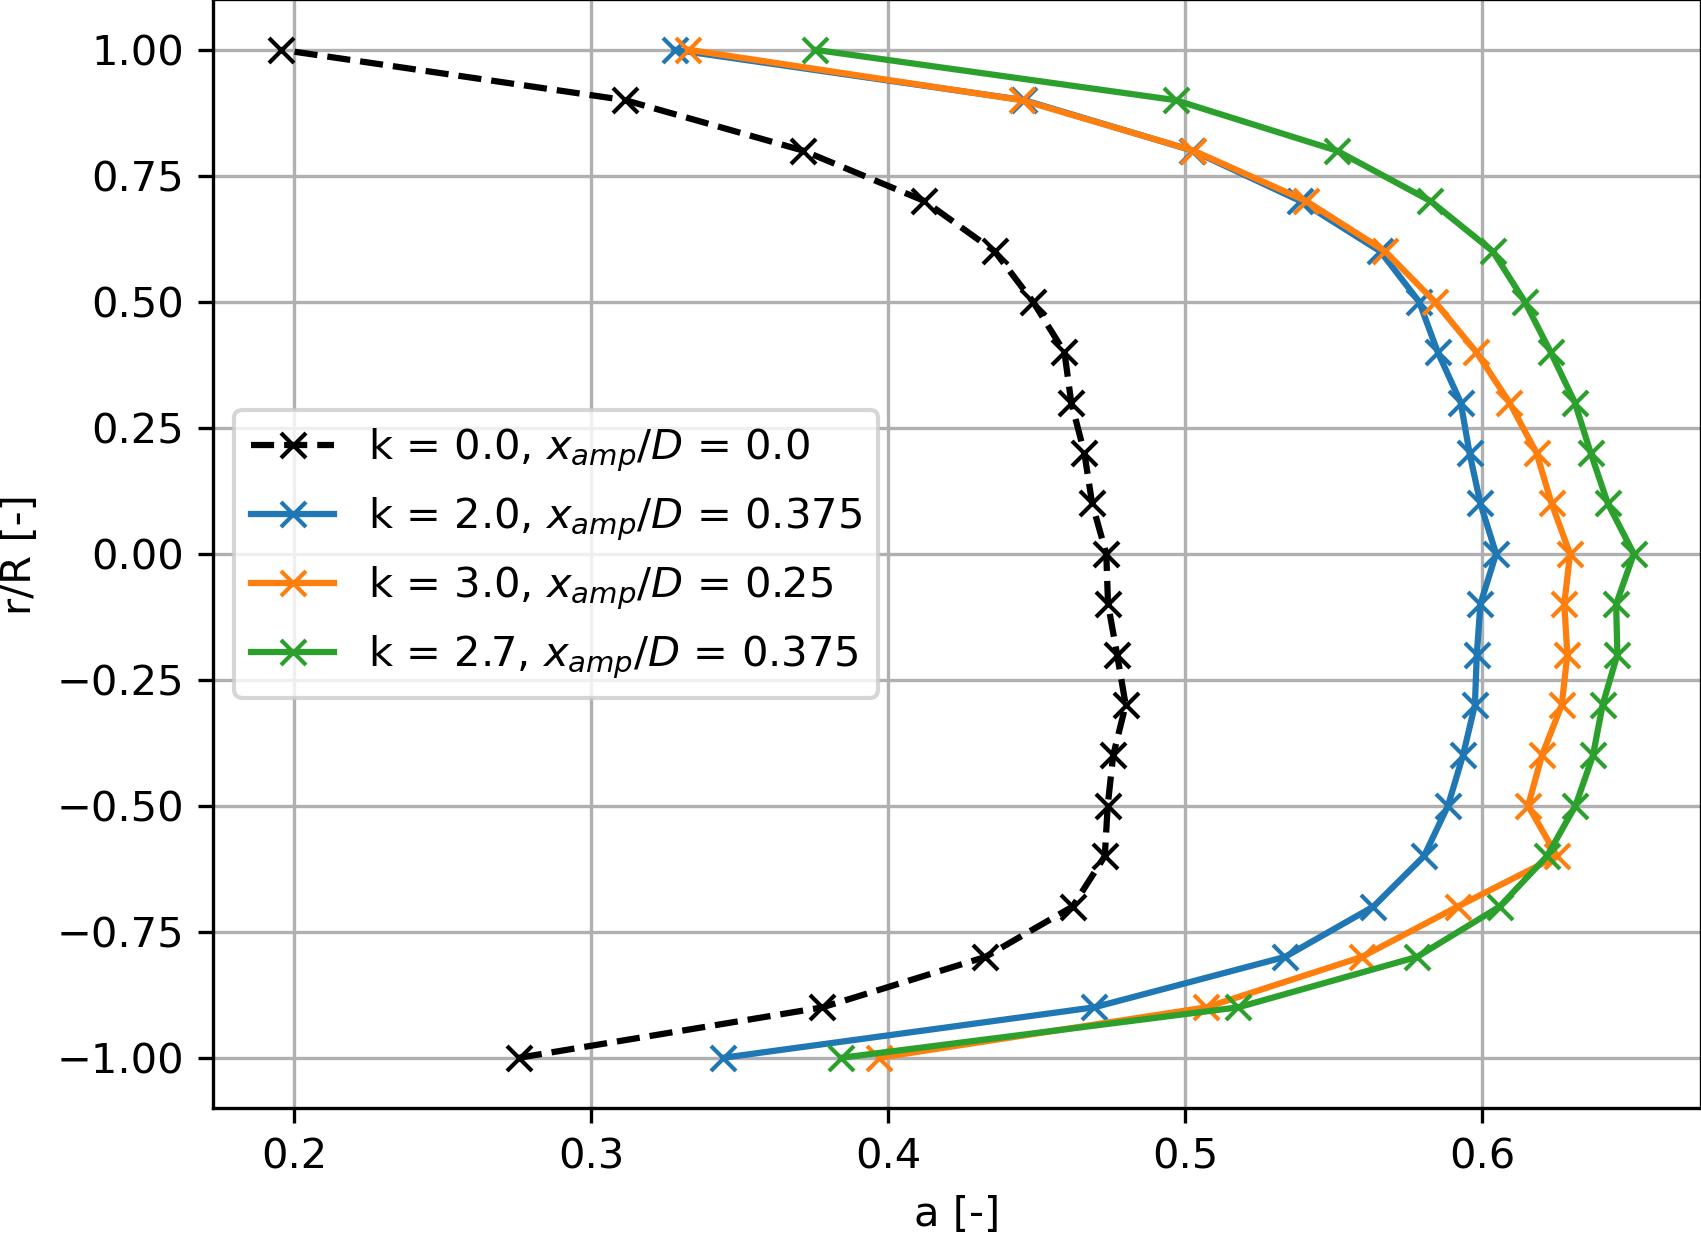 1.00
0.75
0.50
0.25
0.00
−0.25
−0.50
−0.75
−1.00
r/R [-]
k = 0.0, x_amp/D = 0.0
k = 2.0, x_amp/D = 0.375
k = 3.0, x_amp/D = 0.25
k = 2.7, x_amp/D = 0.375
0.2 0.3 0.4 0.5 0.6
a [-]